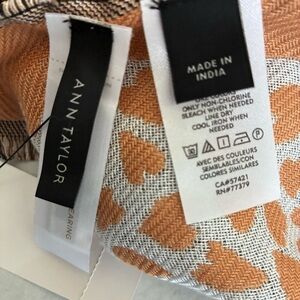 ANN TAYLOR
MADE IN
INDIA
ONLY NON-CHLORINE
BLEACH WHEN NEEDED
LINE DRY
COOL IRON WHEN
NEEDED
AVEC DES COULEURS
SEMBLABLES/CON
COLORES SIMILARES
CA#57421
RN#77379